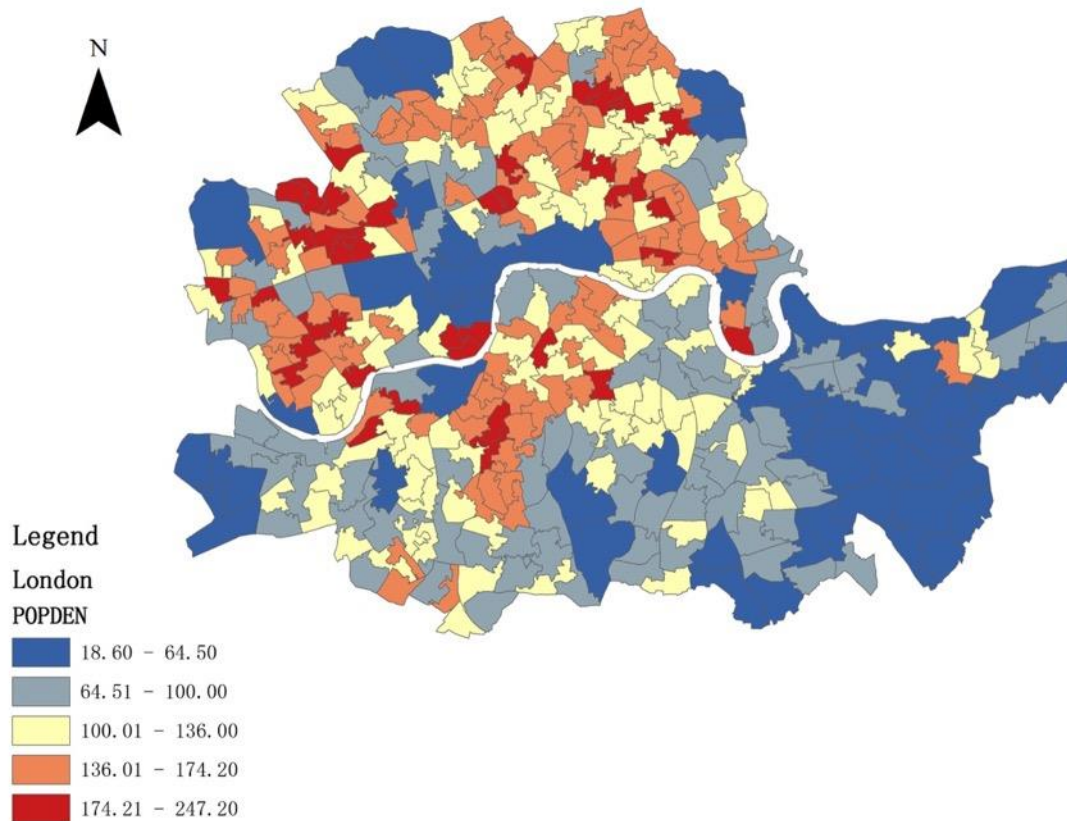 N
Legend
London
POPDEN
18.60 - 64.50
64.51 - 100.00
100.01 - 136.00
136.01 - 174.20
174.21 - 247.20